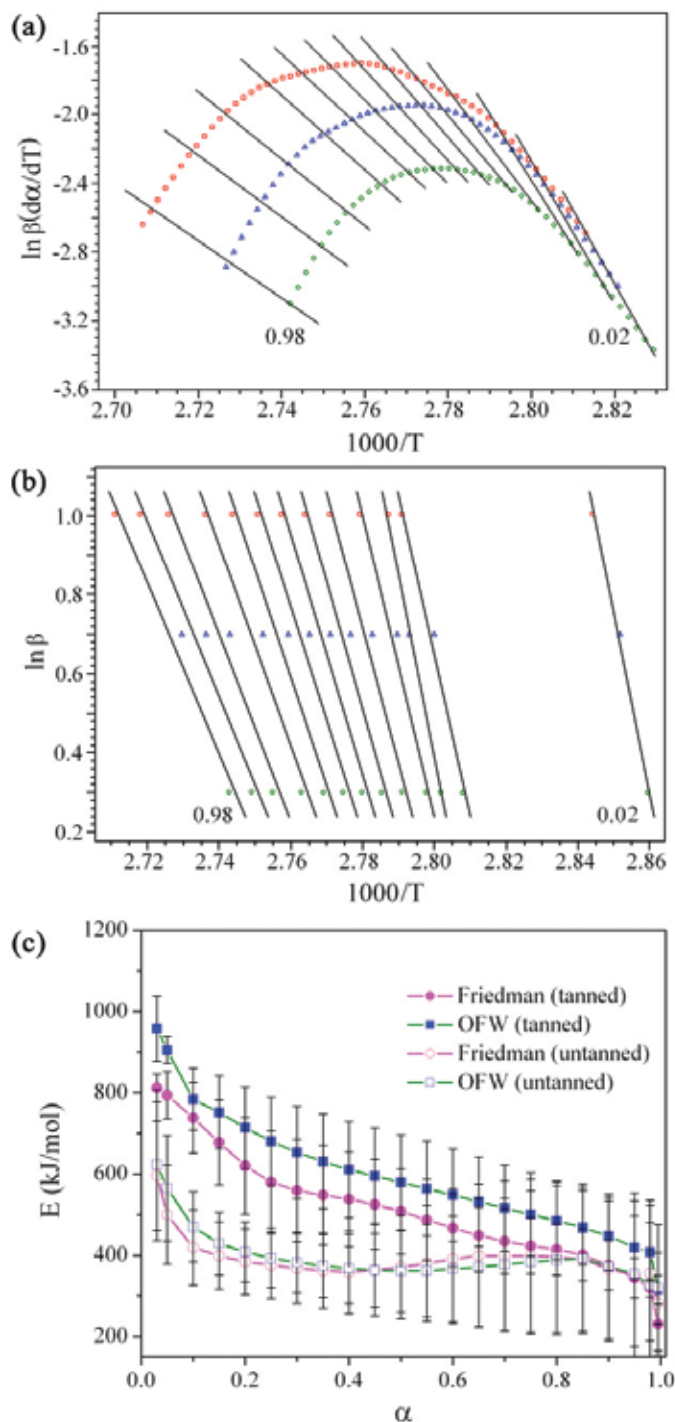 (a)
ln β(dα/dT)
-1.6
-2.0
-2.4
-2.8
-3.2
-3.6
0.98
0.02
2.70 2.72 2.74 2.76 2.78 2.80 2.82
1000/T
(b)
ln β
1.0
0.8
0.6
0.4
0.2
0.98
0.02
2.72 2.74 2.76 2.78 2.80 2.82 2.84 2.86
1000/T
(c)
E (kJ/mol)
1200
1000
800
600
400
200
Friedman (tanned)
OFW (tanned)
Friedman (untanned)
OFW (untanned)
0.0 0.2 0.4 0.6 0.8 1.0
α